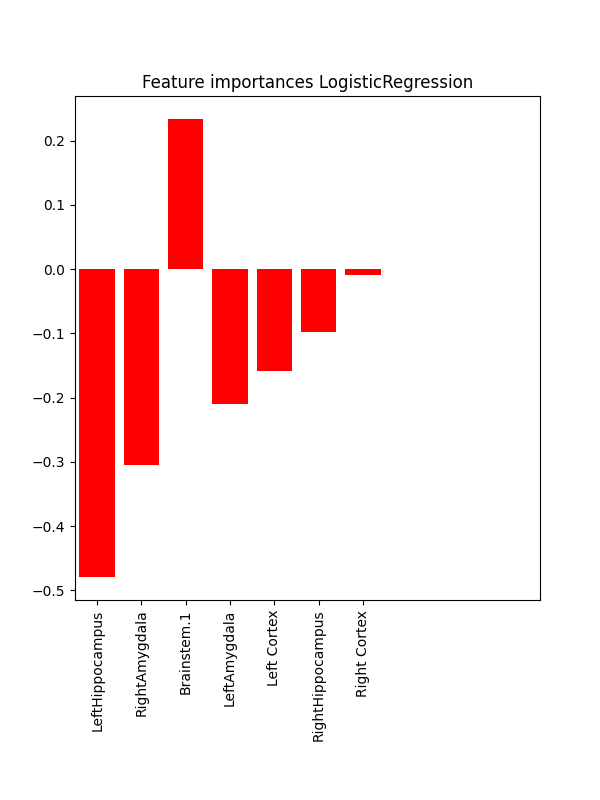 Feature importances LogisticRegression
0.2
0.1
0.0
−0.1
−0.2
−0.3
−0.4
−0.5
LeftHippocampus
RightAmygdala
Brainstem.1
LeftAmygdala
Left Cortex
RightHippocampus
Right Cortex